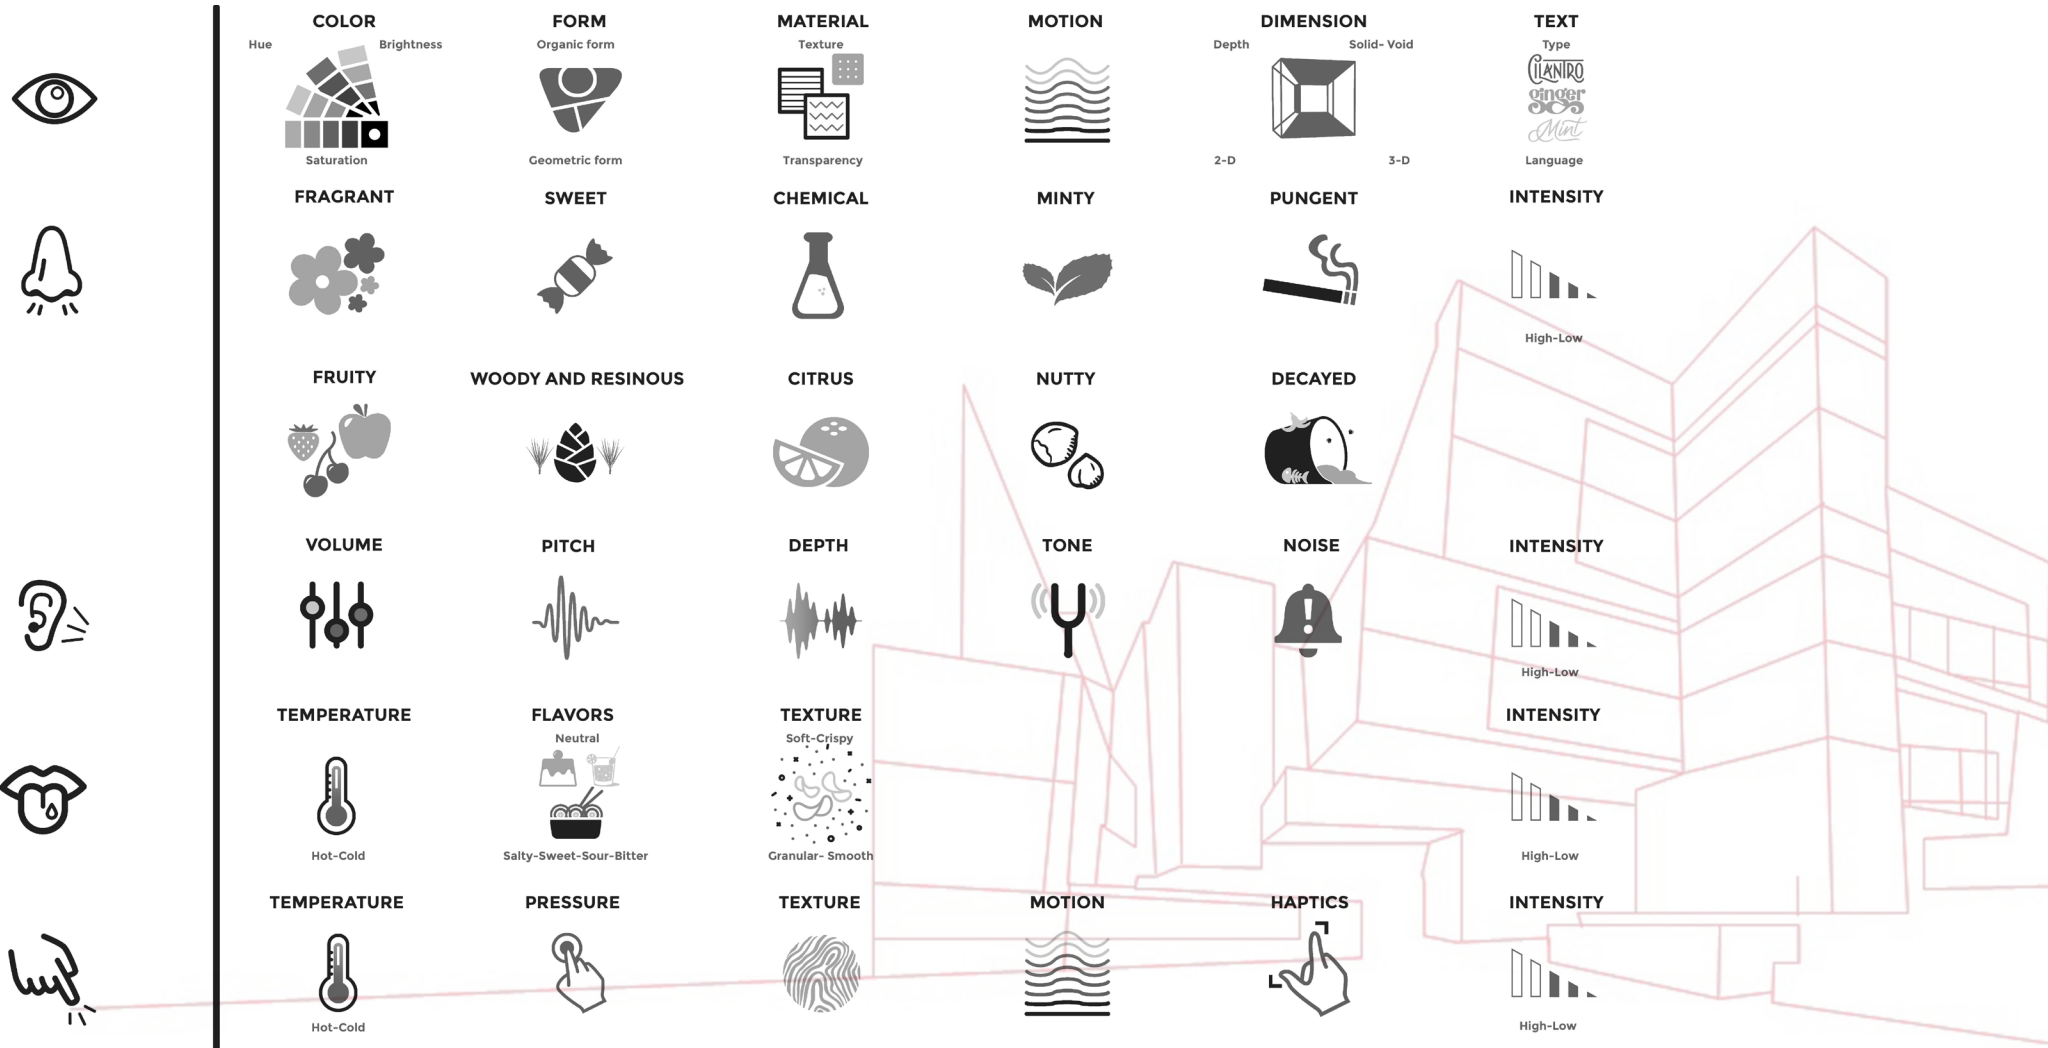 COLOR
Hue
Brightness
Saturation
FORM
Organic form
Geometric form
MATERIAL
Texture
Transparency
MOTION
DIMENSION
Depth
Solid- Void
2-D
3-D
TEXT
Type
CILANTRO
ginger
Mint
Language
FRAGRANT
SWEET
CHEMICAL
MINTY
PUNGENT
INTENSITY
High-Low
FRUITY
WOODY AND RESINOUS
CITRUS
NUTTY
DECAYED
VOLUME
PITCH
DEPTH
TONE
NOISE
INTENSITY
High-Low
TEMPERATURE
Hot-Cold
FLAVORS
Neutral
Salty-Sweet-Sour-Bitter
TEXTURE
Soft-Crispy
Granular- Smooth
INTENSITY
High-Low
TEMPERATURE
Hot-Cold
PRESSURE
TEXTURE
MOTION
HAPTICS
INTENSITY
High-Low